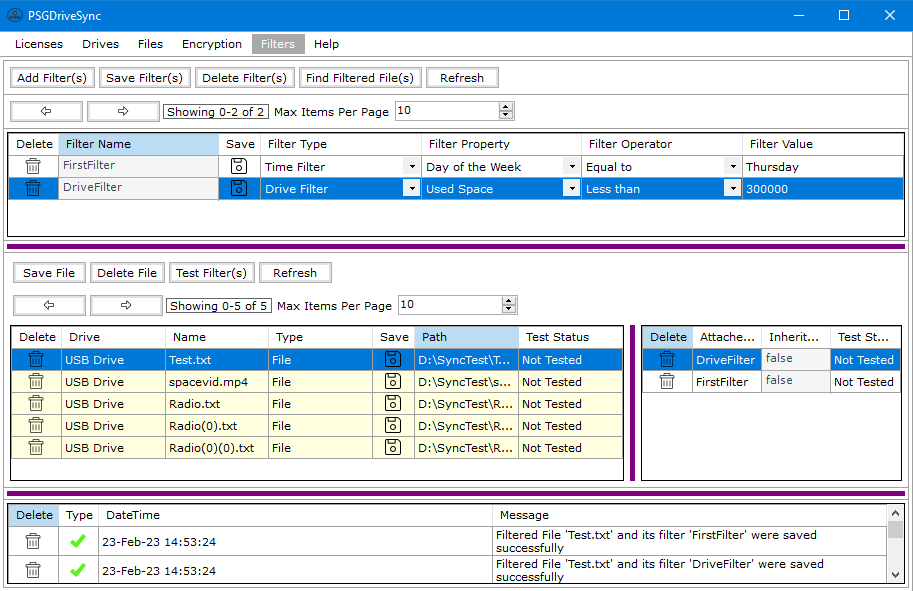 PSGDriveSync
Licenses Drives Files Encryption Filters Help
Add Filter(s) Save Filter(s) Delete Filter(s) Find Filtered File(s) Refresh
Showing 0-2 of 2 Max Items Per Page 10
Delete Filter Name Save Filter Type Filter Property Filter Operator Filter Value
FirstFilter Time Filter Day of the Week Equal to Thursday
DriveFilter Drive Filter Used Space Less than 300000
Save File Delete File Test Filter(s) Refresh
Showing 0-5 of 5 Max Items Per Page 10
Delete Drive Name Type Save Path Test Status Delete Attache... Inherit... Test St...
USB Drive Test.txt File D:\SyncTest\T... Not Tested DriveFilter false Not Tested
USB Drive spacevid.mp4 File D:\SyncTest\s... Not Tested FirstFilter false Not Tested
USB Drive Radio.txt File D:\SyncTest\R... Not Tested
USB Drive Radio(0).txt File D:\SyncTest\R... Not Tested
USB Drive Radio(0)(0).txt File D:\SyncTest\R... Not Tested
Delete Type DateTime Message
23-Feb-23 14:53:24 Filtered File 'Test.txt' and its filter 'FirstFilter' were saved
successfully
23-Feb-23 14:53:24 Filtered File 'Test.txt' and its filter 'DriveFilter' were saved
successfully